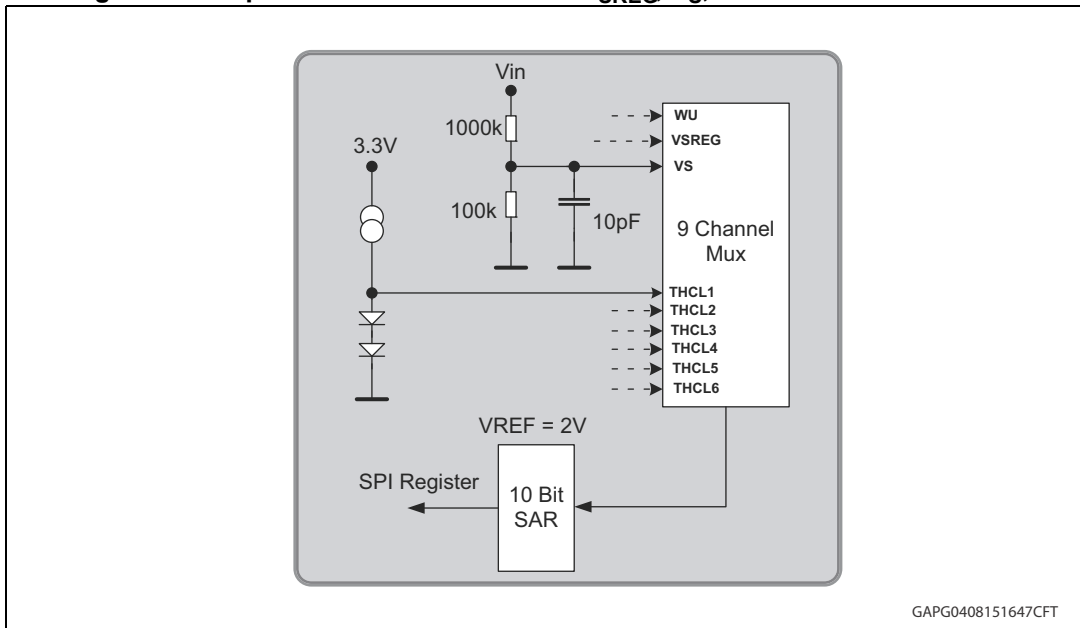 Vin
1000k
3.3V
100k
10pF
WU
VSREG
VS
9 Channel
Mux
THCL1
THCL2
THCL3
THCL4
THCL5
THCL6
VREF = 2V
SPI Register
10 Bit
SAR
GAPG0408151647CFT